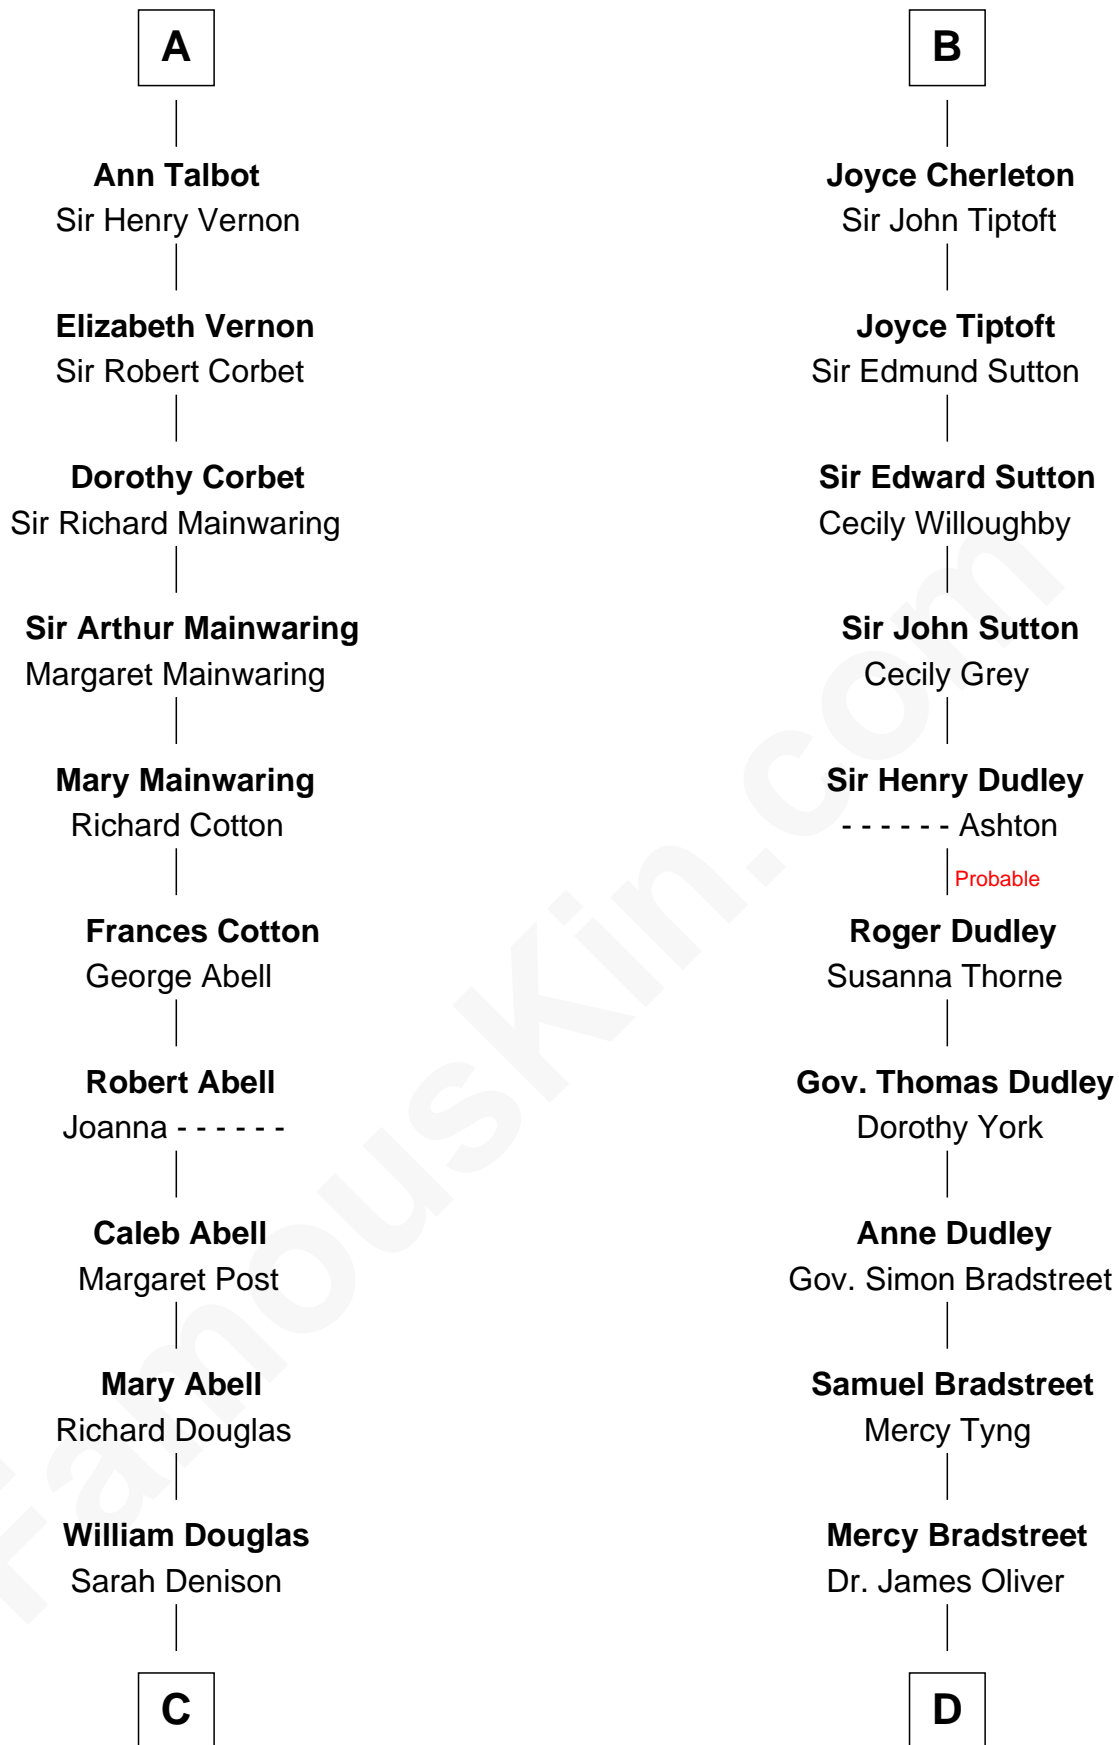 A
Ann Talbot
Sir Henry Vernon
Elizabeth Vernon
Sir Robert Corbet
Dorothy Corbet
Sir Richard Mainwaring
Sir Arthur Mainwaring
Margaret Mainwaring
Mary Mainwaring
Richard Cotton
Frances Cotton
George Abell
Robert Abell
Joanna - - - - - -
Caleb Abell
Margaret Post
Mary Abell
Richard Douglas
William Douglas
Sarah Denison
C
B
Joyce Cherleton
Sir John Tiptoft
Joyce Tiptoft
Sir Edmund Sutton
Sir Edward Sutton
Cecily Willoughby
Sir John Sutton
Cecily Grey
Sir Henry Dudley
- - - - - - Ashton
Probable
Roger Dudley
Susanna Thorne
Gov. Thomas Dudley
Dorothy York
Anne Dudley
Gov. Simon Bradstreet
Samuel Bradstreet
Mercy Tyng
Mercy Bradstreet
Dr. James Oliver
D
FamousKin.com